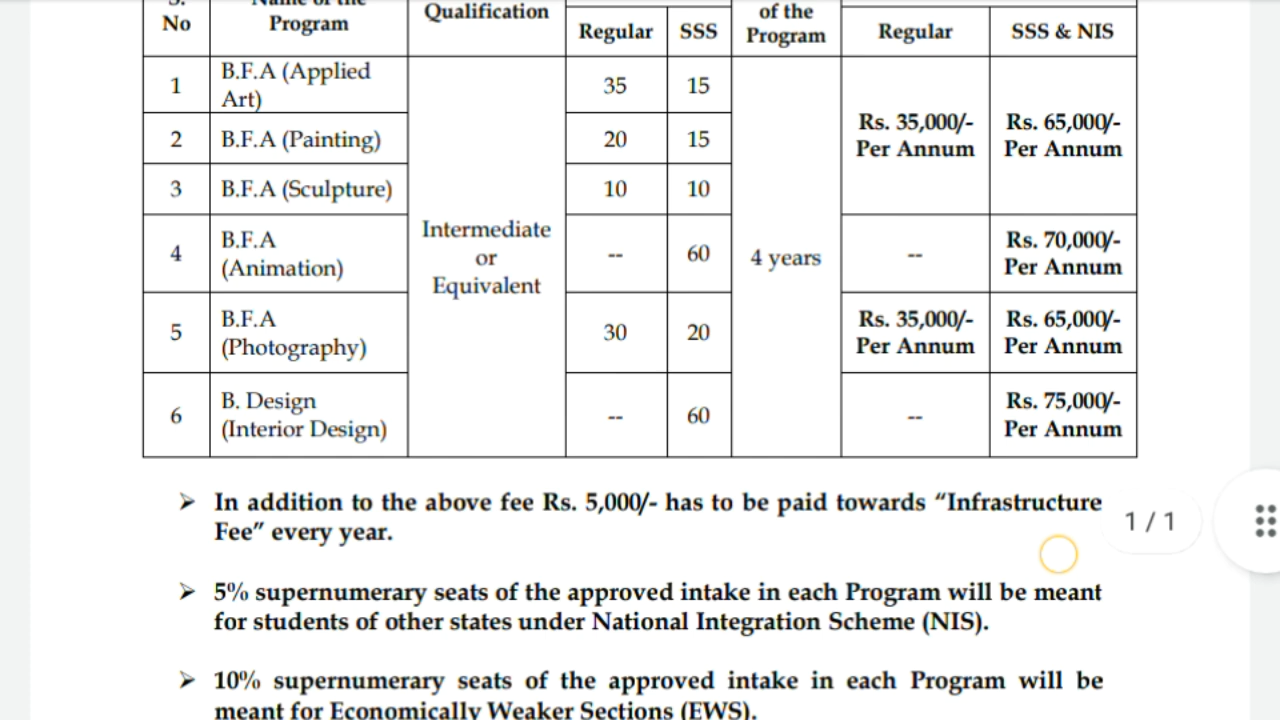 S.
No
Name of the
Program
Qualification
Regular
SSS
of the
Program
Regular
SSS & NIS
1
B.F.A (Applied
Art)
35
15
2
B.F.A (Painting)
20
15
3
B.F.A (Sculpture)
10
10
Rs. 35,000/-
Per Annum
Rs. 65,000/-
Per Annum
Intermediate
or
Equivalent
4 years
4
B.F.A
(Animation)
--
60
--
Rs. 70,000/-
Per Annum
5
B.F.A
(Photography)
30
20
Rs. 35,000/-
Per Annum
Rs. 65,000/-
Per Annum
6
B. Design
(Interior Design)
--
60
--
Rs. 75,000/-
Per Annum
➢ In addition to the above fee Rs. 5,000/- has to be paid towards “Infrastructure
Fee” every year.
1 / 1
➢ 5% supernumerary seats of the approved intake in each Program will be meant
for students of other states under National Integration Scheme (NIS).
➢ 10% supernumerary seats of the approved intake in each Program will be
meant for Economically Weaker Sections (EWS).